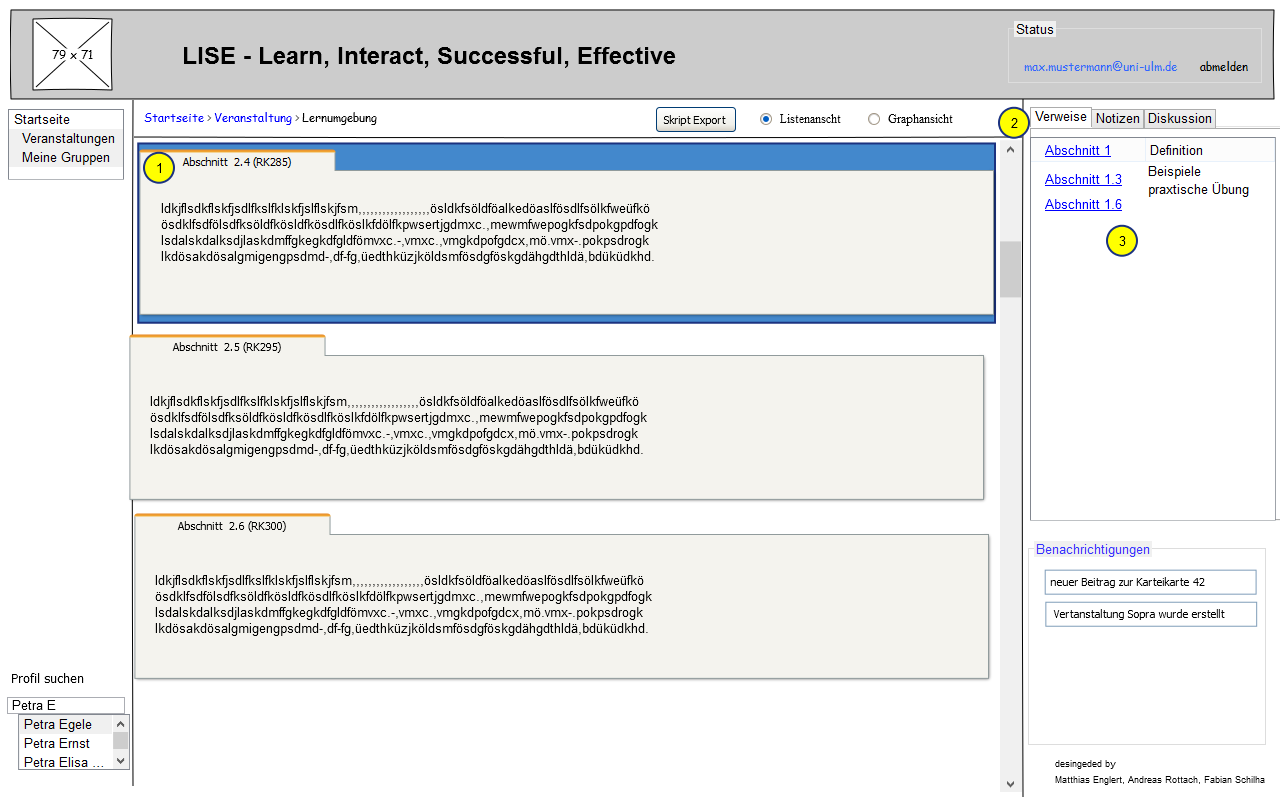 79 x 71
LISE - Learn, Interact, Successful, Effective
Status
max.mustermann@uni-ulm.de abmelden
Startseite
Veranstaltungen
Meine Gruppen
Startseite > Veranstaltung > Lernumgebung
Skript Export
Listenanscht
Graphansicht
1
Abschnitt 2.4 (RK285)
ldkjflsdkflskfjsdlfkslfklskfjslflskjfsm,,,,,,,,,,,,,,,,,,,ösldkfsöldföalkedöaslfösdlfsölkfweüfkö
ösdklfsdfölsdfksöldfkösldfkösdlfköslkfdölfkpwsertjgdmxc.,mewmfwepogkfsdpokgpdfogk
lsdalskdalksdjlaskdmffgkegkdfgldfömvxc.-,vmxc.,vmgkdpofgdcx,mö.vmx-.pokpsdrogk
lkdösakdösalgmigengpsdmd-,df-fg,üedthküzjköldsmfösdgföskgdähgdthldä,bdüküdkhd.
Abschnitt 2.5 (RK295)
ldkjflsdkflskfjsdlfkslfklskfjslflskjfsm,,,,,,,,,,,,,,,,,,,ösldkfsöldföalkedöaslfösdlfsölkfweüfkö
ösdklfsdfölsdfksöldfkösldfkösdlfköslkfdölfkpwsertjgdmxc.,mewmfwepogkfsdpokgpdfogk
lsdalskdalksdjlaskdmffgkegkdfgldfömvxc.-,vmxc.,vmgkdpofgdcx,mö.vmx-.pokpsdrogk
lkdösakdösalgmigengpsdmd-,df-fg,üedthküzjköldsmfösdgföskgdähgdthldä,bdüküdkhd.
Abschnitt 2.6 (RK300)
ldkjflsdkflskfjsdlfkslfklskfjslflskjfsm,,,,,,,,,,,,,,,,,,,ösldkfsöldföalkedöaslfösdlfsölkfweüfkö
ösdklfsdfölsdfksöldfkösldfkösdlfköslkfdölfkpwsertjgdmxc.,mewmfwepogkfsdpokgpdfogk
lsdalskdalksdjlaskdmffgkegkdfgldfömvxc.-,vmxc.,vmgkdpofgdcx,mö.vmx-.pokpsdrogk
lkdösakdösalgmigengpsdmd-,df-fg,üedthküzjköldsmfösdgföskgdähgdthldä,bdüküdkhd.
2
Verweise Notizen Diskussion
Abschnitt 1 Definition
Abschnitt 1.3 Beispiele
praxtische Übung
Abschnitt 1.6
3
Benachrichtigungen
neuer Beitrag zur Karteikarte 42
Vertanstaltung Sopra wurde erstellt
Profil suchen
Petra E
Petra Egele
Petra Ernst
Petra Elisa ...
desingeded by
Matthias Englert, Andreas Rottach, Fabian Schilha